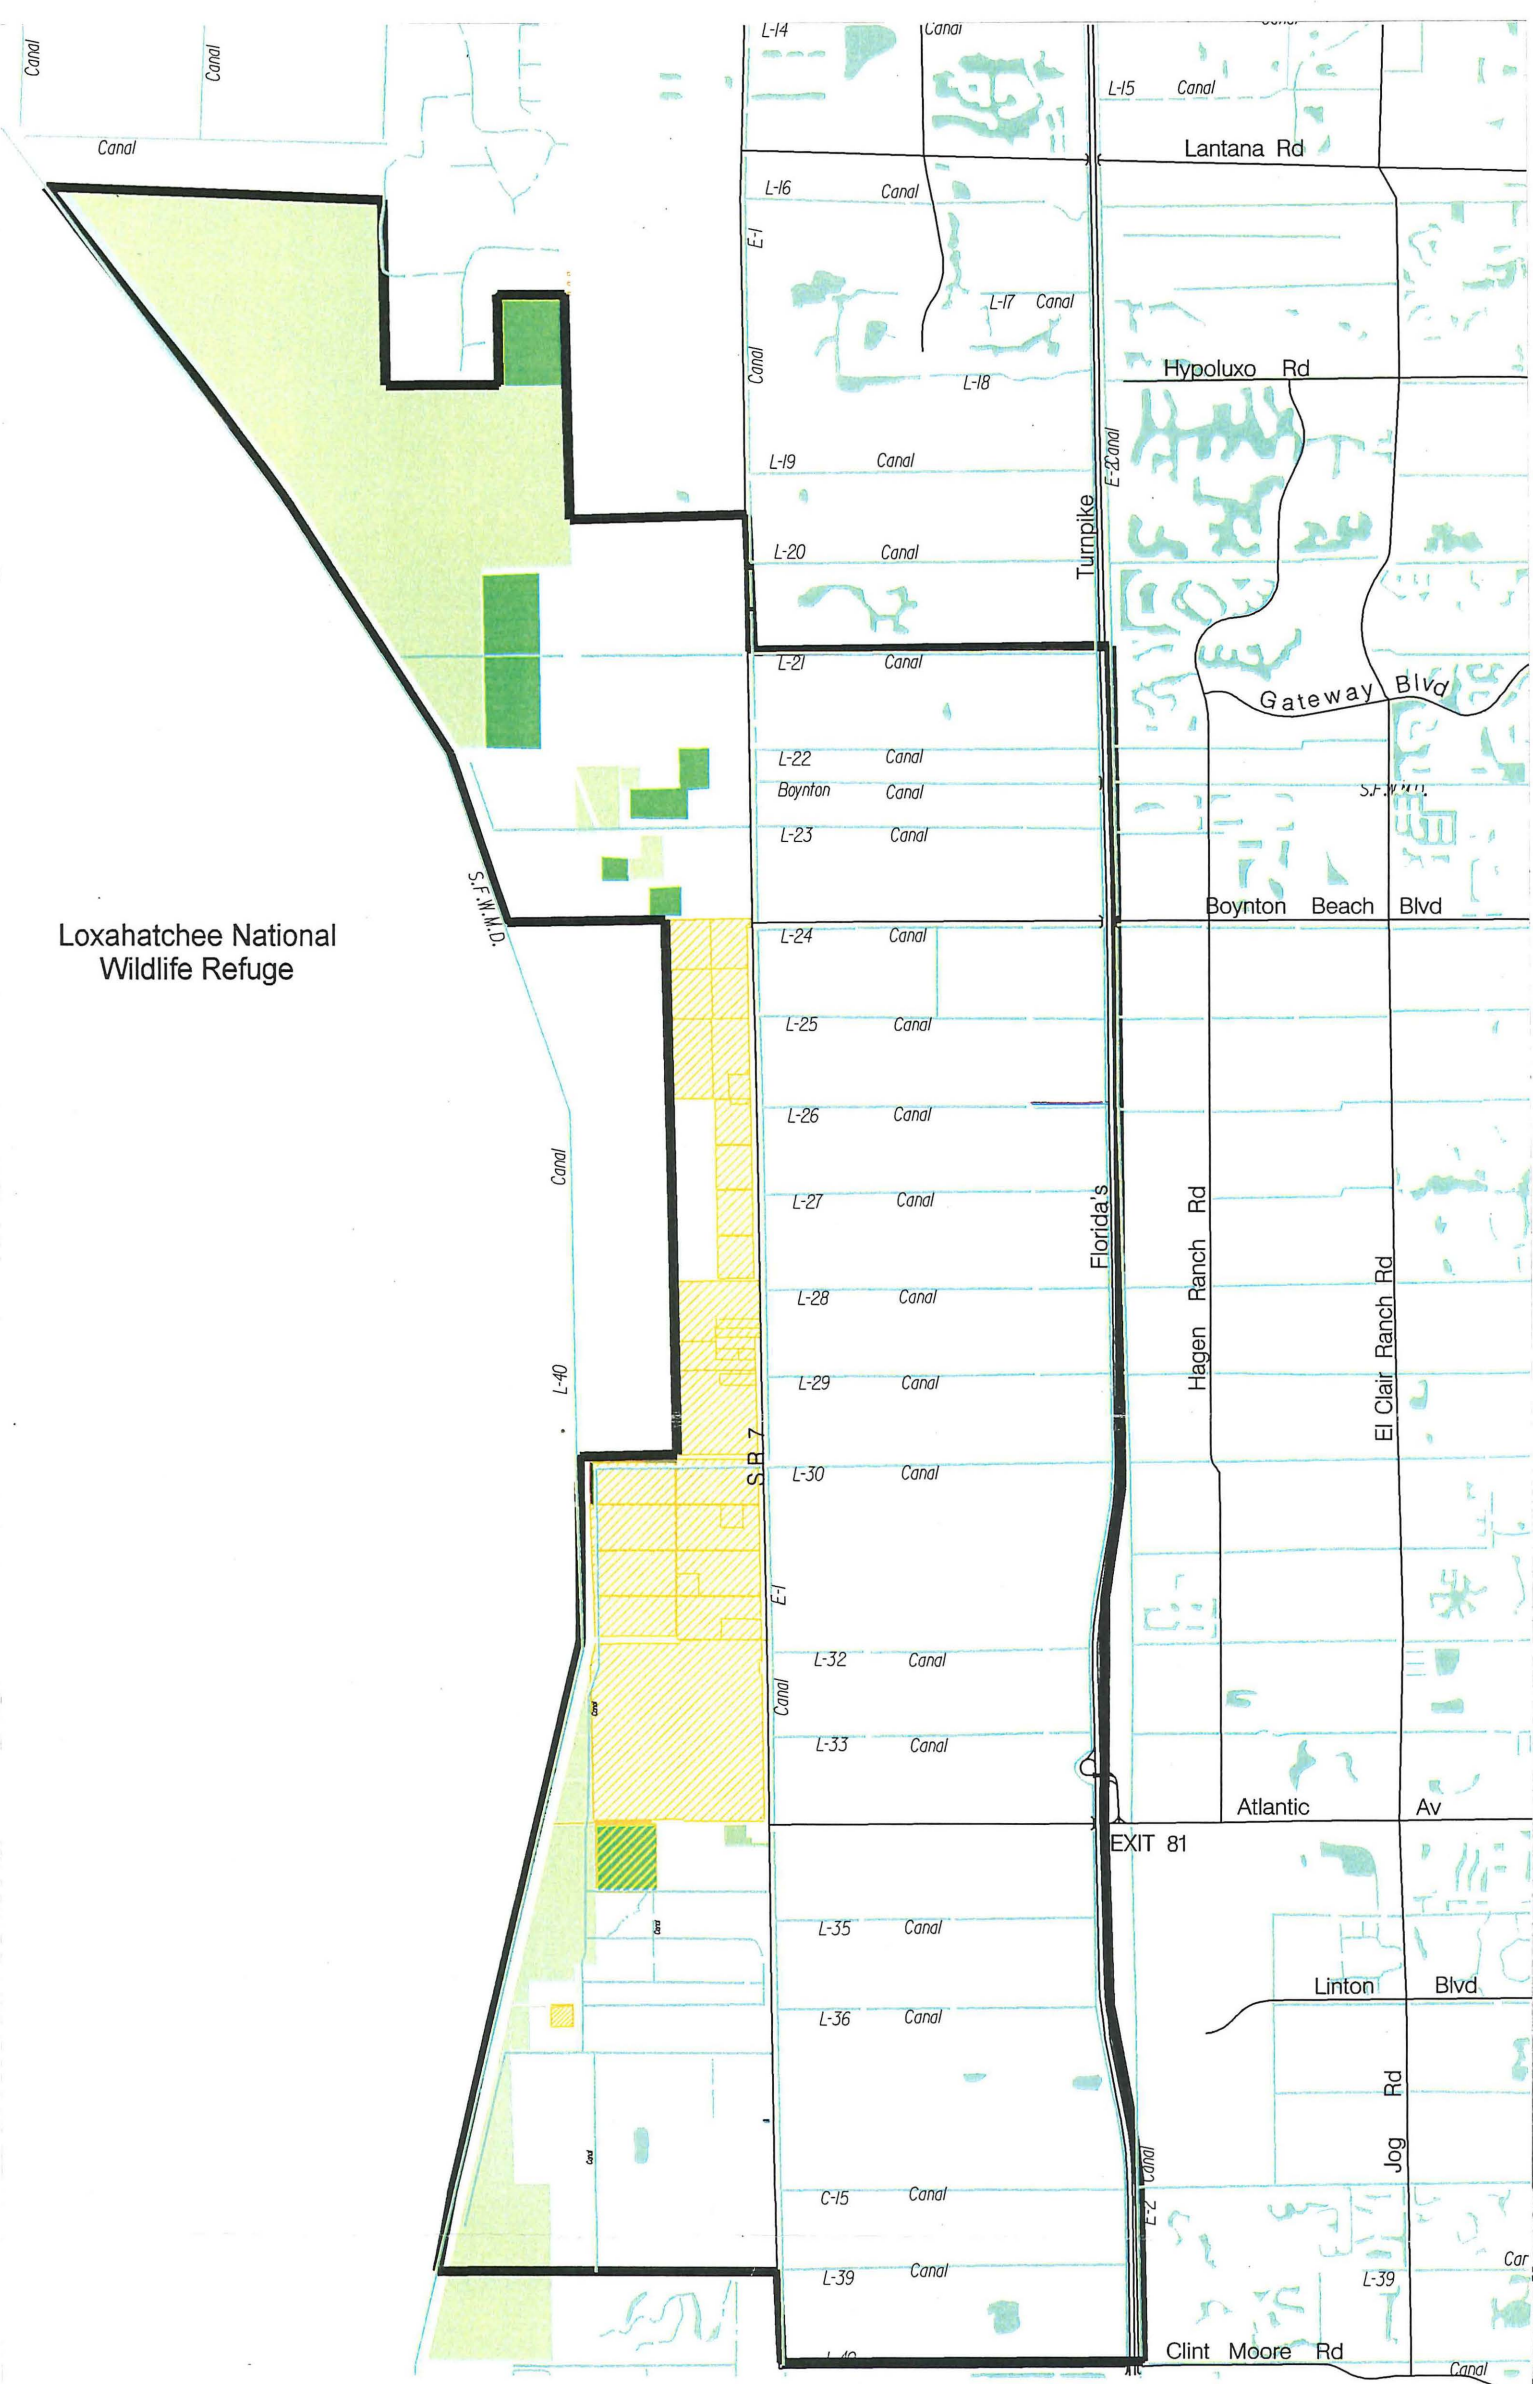 Canal
Canal
Canal
L-14
Canal
L-15 Canal
Lantana Rd
L-16 Canal
E-1
Canal
L-17 Canal
Hypoluxo Rd
L-18
L-19 Canal
E-2 Canal
Turnpike
L-20 Canal
L-21 Canal
Gateway Blvd
L-22 Canal
Boynton Canal
S.F.W.M.D.
L-23 Canal
S.F.W.M.D.
Boynton Beach Blvd
Loxahatchee National
Wildlife Refuge
L-24 Canal
L-25 Canal
L-26 Canal
Canal
L-27 Canal
Florida's
Hagen Ranch Rd
El Clair Ranch Rd
L-28 Canal
L-40
L-29 Canal
S.R. 7
L-30 Canal
E-1
Canal
L-32 Canal
Canal
L-33 Canal
Atlantic Av
EXIT 81
Canal
L-35 Canal
Linton Blvd
L-36 Canal
Jog Rd
Canal
E-2 Canal
C-15 Canal
L-39 Canal
L-39
Car
L-40
Clint Moore Rd
Canal